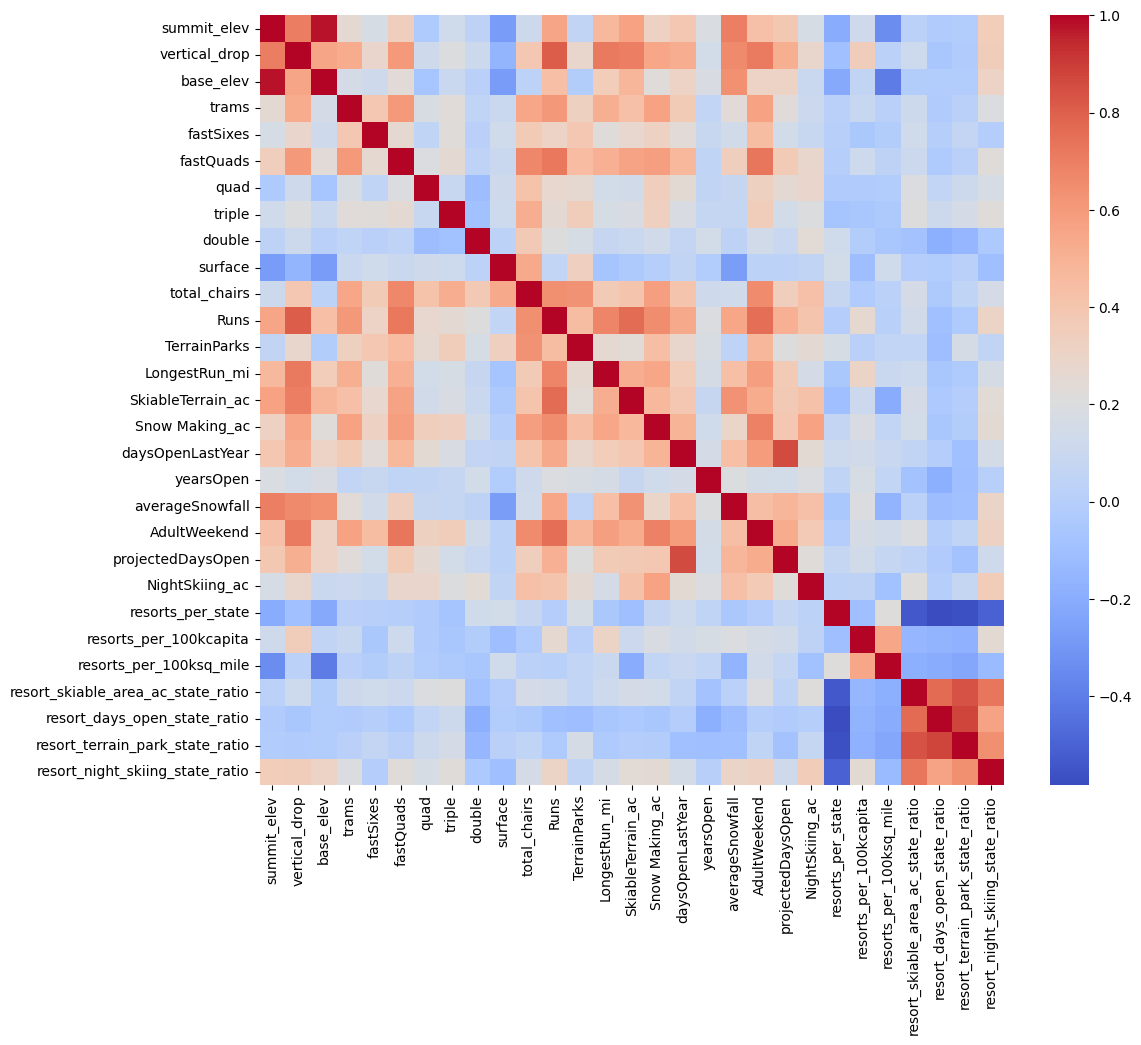 summit_elev
vertical_drop
base_elev
trams
fastSixes
fastQuads
quad
triple
double
surface
total_chairs
Runs
TerrainParks
LongestRun_mi
SkiableTerrain_ac
Snow Making_ac
daysOpenLastYear
yearsOpen
averageSnowfall
AdultWeekend
projectedDaysOpen
NightSkiing_ac
resorts_per_state
resorts_per_100kcapita
resorts_per_100ksq_mile
resort_skiable_area_ac_state_ratio
resort_days_open_state_ratio
resort_terrain_park_state_ratio
resort_night_skiing_state_ratio
summit_elev
vertical_drop
base_elev
trams
fastSixes
fastQuads
quad
triple
double
surface
total_chairs
Runs
TerrainParks
LongestRun_mi
SkiableTerrain_ac
Snow Making_ac
daysOpenLastYear
yearsOpen
averageSnowfall
AdultWeekend
projectedDaysOpen
NightSkiing_ac
resorts_per_state
resorts_per_100kcapita
resorts_per_100ksq_mile
resort_skiable_area_ac_state_ratio
resort_days_open_state_ratio
resort_terrain_park_state_ratio
resort_night_skiing_state_ratio
1.0
0.8
0.6
0.4
0.2
0.0
−0.2
−0.4